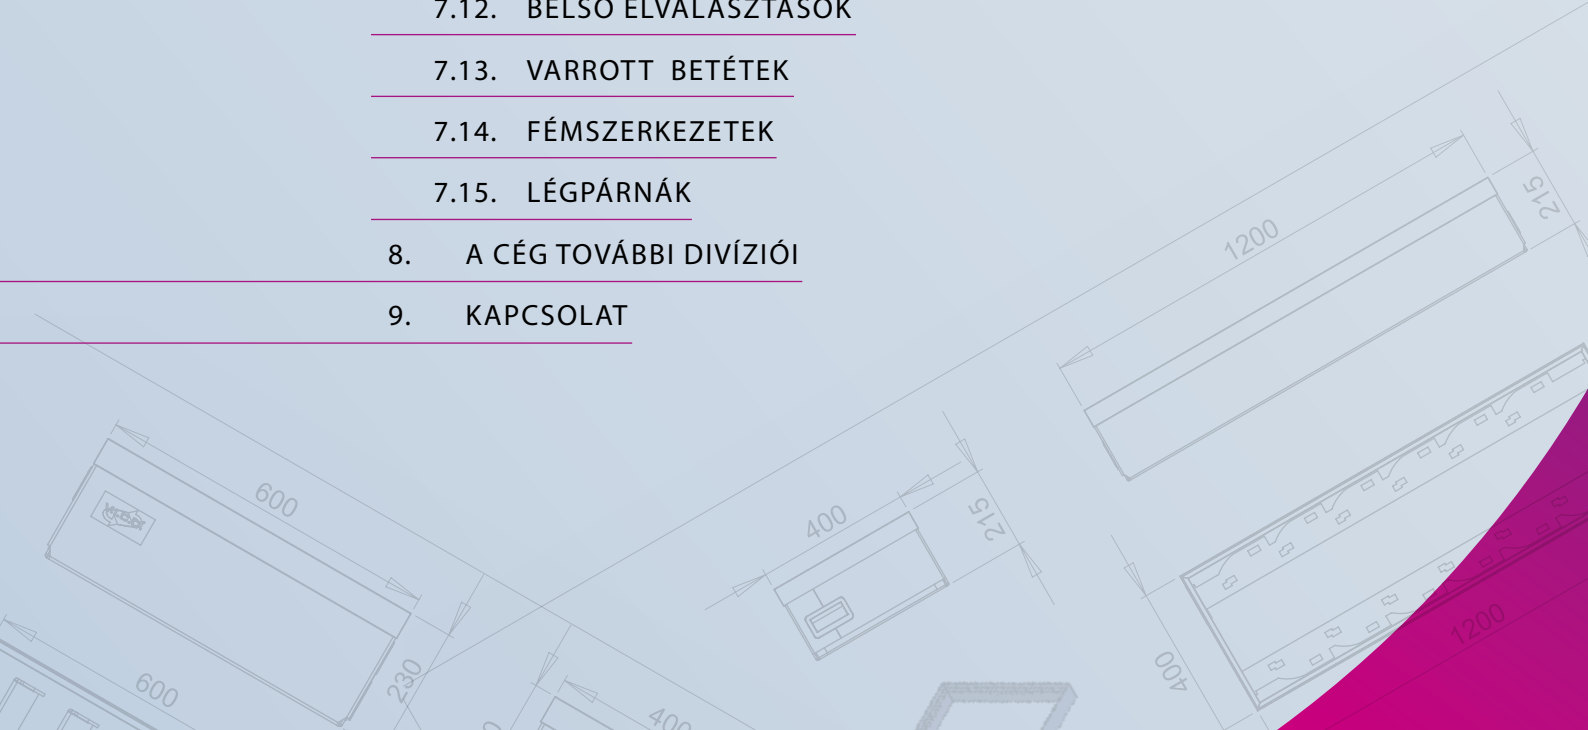 7.12. BELSŐ ELVÁLASZTÁSOK
7.13. VARROTT BETÉTEK
7.14. FÉMSZERKEZETEK
7.15. LÉGPÁRNÁK
8. A CÉG TOVÁBBI DIVÍZIÓI
9. KAPCSOLAT
1200
215
600
400
215
1200
400
230
600
400